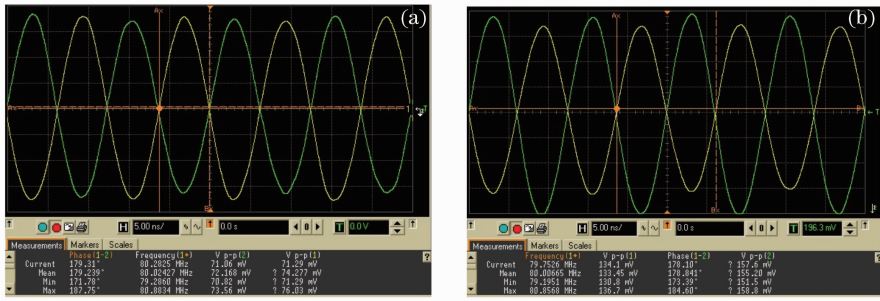 (a)
Ax
Bx
T
H 5.00 ns/ 0.0 s 0 T 0.0 V
Measurements Markers Scales
Phase(1-2) Frequency(1) V p-p(2) V p-p(1)
Current 179.31° 80.2825 MHz 71.06 mV 71.29 mV
Mean 179.239° 80.02427 MHz 72.168 mV ? 74.277 mV
Min 171.78° 79.2860 MHz 70.82 mV ? 71.29 mV
Max 187.75° 80.8834 MHz 73.56 mV ? 76.03 mV
(b)
Ax
Bx
T
H 5.00 ns/ 0.0 s 0 T 196.3 mV
Measurements Markers Scales
Frequency(1) V p-p(1) Phase(1-2) V p-p(2)
Current 79.7526 MHz 134.1 mV 178.10° ? 157.6 mV
Mean 80.00665 MHz 133.45 mV 178.841° ? 155.20 mV
Min 79.1951 MHz 130.8 mV 173.39° ? 151.5 mV
Max 80.8568 MHz 136.7 mV 184.60° ? 158.8 mV